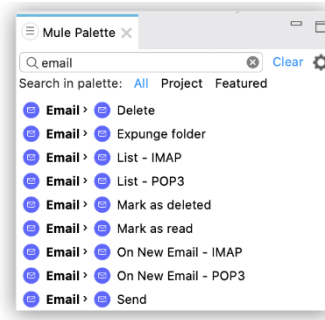 Mule Palette
email
Clear
Search in palette: All Project Featured
Email > Delete
Email > Expunge folder
Email > List - IMAP
Email > List - POP3
Email > Mark as deleted
Email > Mark as read
Email > On New Email - IMAP
Email > On New Email - POP3
Email > Send